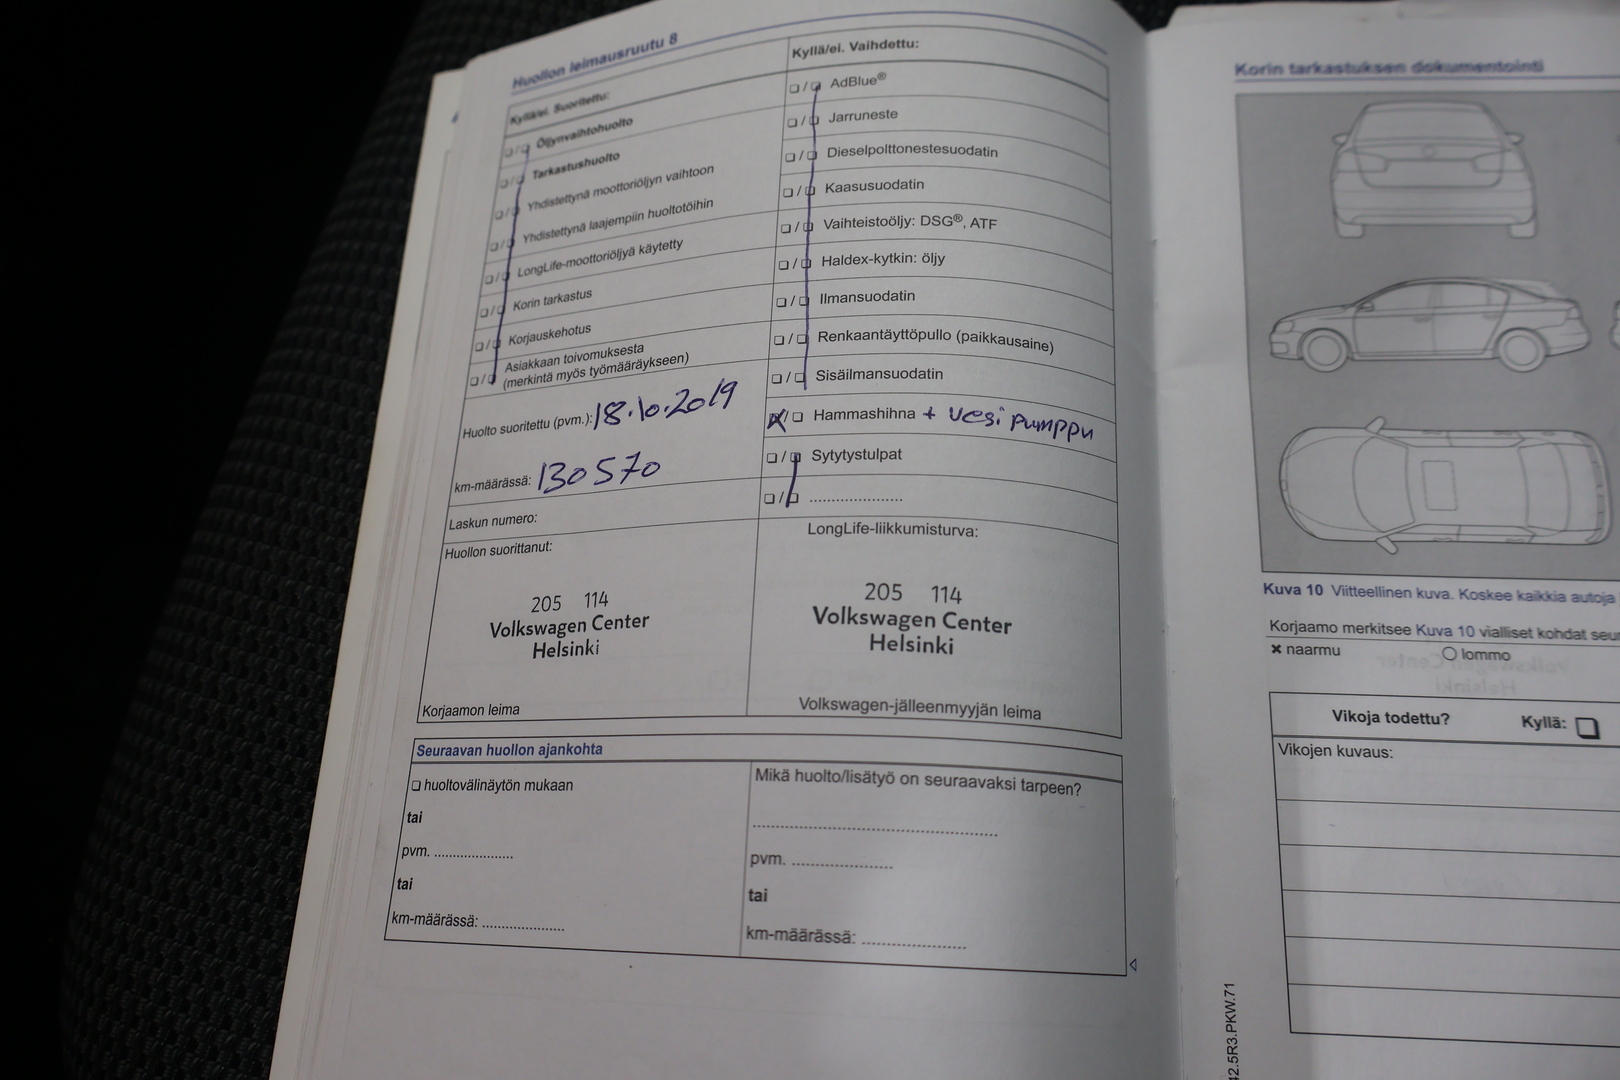 Huollon leimausruutu 8
Kyllä/ei. Suoritettu:
❏ / ❏ Öljynvaihtohuolto
❏ / ❏ Tarkastushuolto
❏ / ❏ Yhdistettynä moottoriöljyn vaihtoon
❏ / ❏ Yhdistettynä laajempiin huoltotöihin
❏ / ❏ LongLife-moottoriöljyä käytetty
❏ / ❏ Korin tarkastus
❏ / ❏ Korjauskehotus
❏ / ❏ Asiakkaan toivomuksesta
(merkintä myös työmääräykseen)
Huolto suoritettu (pvm.): 18.10.2019
km-määrässä: 130570
Laskun numero:
Huollon suorittanut:
205 114
Volkswagen Center
Helsinki
Korjaamon leima
Kyllä/ei. Vaihdettu:
❏ / ❏ AdBlue®
❏ / ❏ Jarruneste
❏ / ❏ Dieselpolttonestesuodatin
❏ / ❏ Kaasusuodatin
❏ / ❏ Vaihteistoöljy: DSG®, ATF
❏ / ❏ Haldex-kytkin: öljy
❏ / ❏ Ilmansuodatin
❏ / ❏ Renkaantäyttöpullo (paikkausaine)
❏ / ❏ Sisäilmansuodatin
X / ❏ Hammashihna + vesipumppu
❏ / ❏ Sytytystulpat
❏ / ❏ .....................
LongLife-liikkumisturva:
205 114
Volkswagen Center
Helsinki
Volkswagen-jälleenmyyjän leima
Seuraavan huollon ajankohta
❏ huoltovälinäytön mukaan
tai
pvm. ...................
tai
km-määrässä: ....................
Mikä huolto/lisätyö on seuraavaksi tarpeen?
...............................................
pvm. ....................
tai
km-määrässä: ....................
Korin tarkastuksen dokumentointi
Kuva 10 Viitteellinen kuva. Koskee kaikkia autoja
Korjaamo merkitsee Kuva 10 vialliset kohdat
✖ naarmu O lommo
Vikoja todettu? Kyllä: ❏
Vikojen kuvaus:
42.5R3.PKW.71